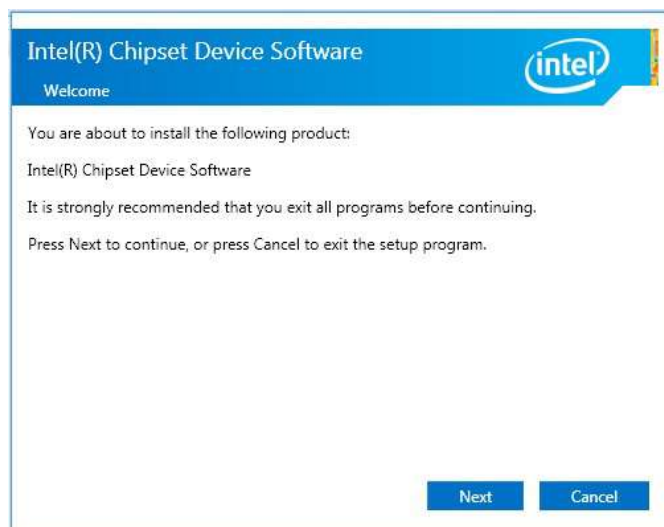 Intel(R) Chipset Device Software
intel
Welcome
You are about to install the following product:
Intel(R) Chipset Device Software
It is strongly recommended that you exit all programs before continuing.
Press Next to continue, or press Cancel to exit the setup program.
Next
Cancel